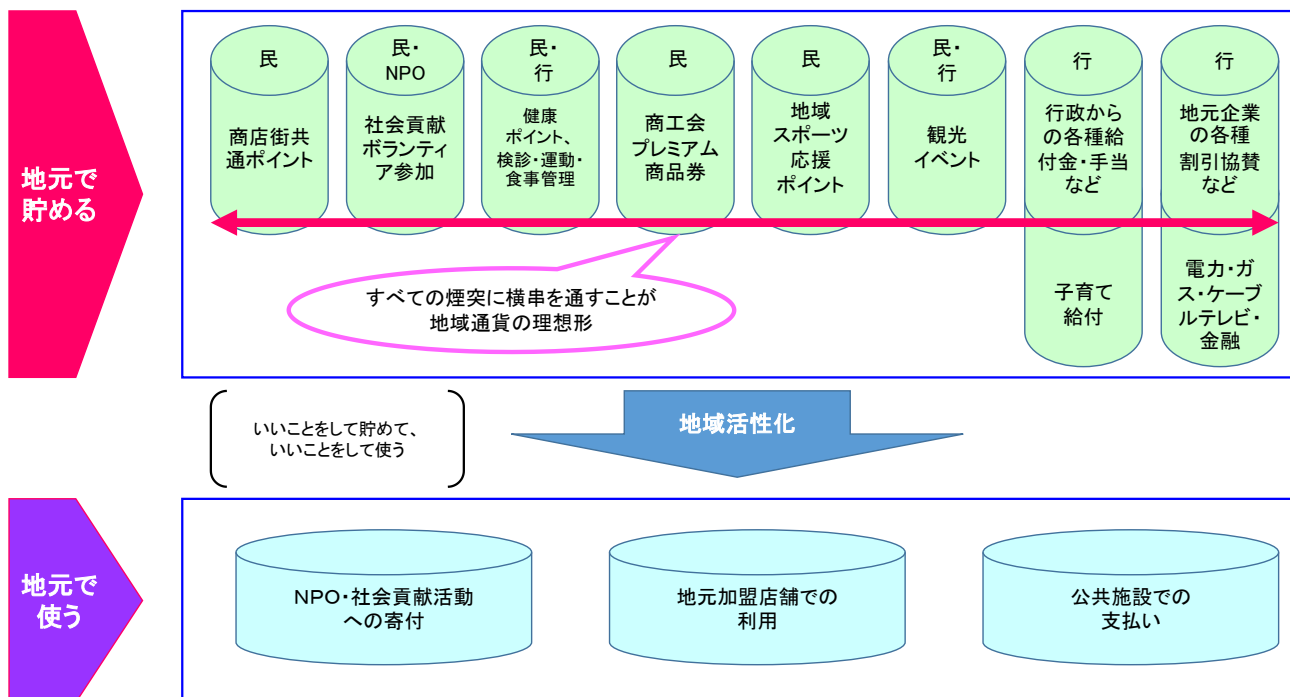 地元で
貯める
民
商店街共
通ポイント
民・
NPO
社会貢献
ボランティ
ア参加
民・
行
健康
ポイント、
検診・運動・
食事管理
民
商工会
プレミアム
商品券
民
地域
スポーツ
応援
ポイント
民・
行
観光
イベント
行
行政から
の各種給
付金・手当
など
行
地元企業
の各種
割引協賛
など
子育て
給付
電力・ガ
ス・ケーブ
ルテレビ・
金融
すべての煙突に横串を通すことが
地域通貨の理想形
いいことをして貯めて、
いいことをして使う
地域活性化
地元で
使う
NPO・社会貢献活動
への寄付
地元加盟店舗での
利用
公共施設での
支払い